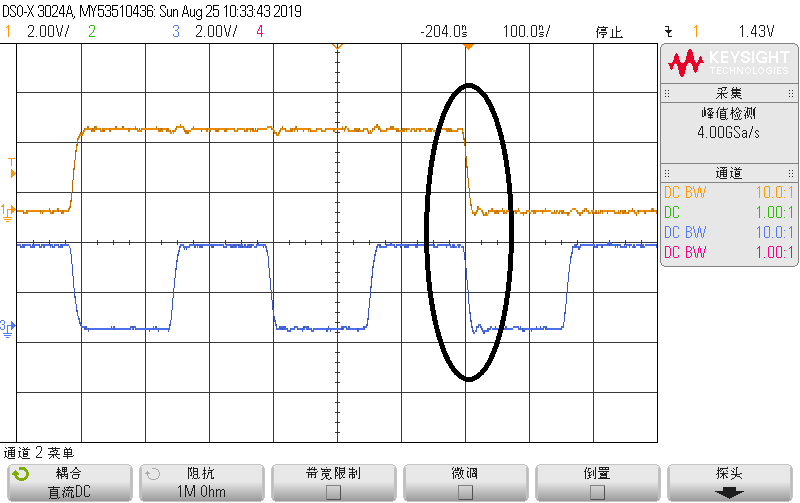 DSO-X 3024A, MY53510436: Sun Aug 25 10:33:43 2019
1 2.00V/ 2 3 2.00V/ 4 -204.0ns 100.0ns/ 停止 1 1.43V
KEYSIGHT
TECHNOLOGIES
采集
峰值检测
4.00GSa/s
通道
DC BW 10.0:1
DC 1.00:1
DC BW 10.0:1
DC BW 1.00:1
T
1
3
通道 2 菜单
耦合 阻抗 带宽限制 微调 倒置 探头
直流DC 1M Ohm